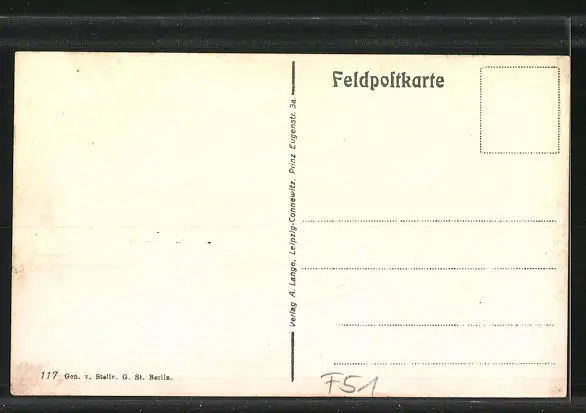 Feldpoſtkarte
Verlag A. Lange, Leipzig-Connewitz, Prinz Eugenstr. 3a.
117 Gen. v. Stellv. G. St. Berlin.
F51